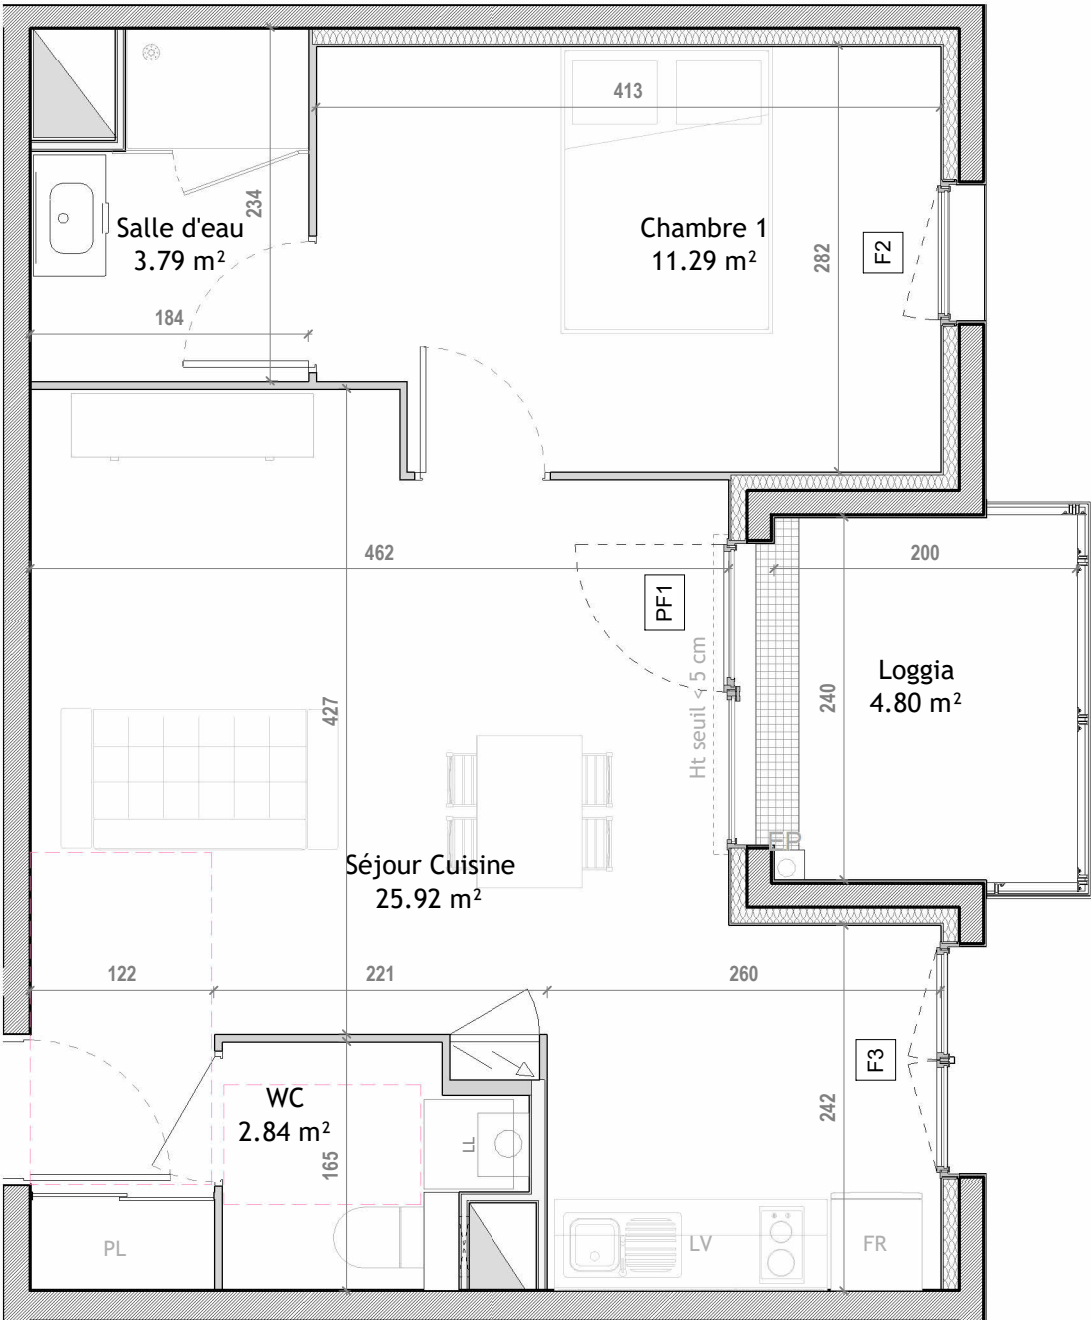 413
234
Salle d'eau
3.79 m²
Chambre 1
11.29 m²
282
F2
184
462
200
PF1
Ht seuil < 5 cm
427
240
Loggia
4.80 m²
EP
Séjour Cuisine
25.92 m²
122
221
260
F3
WC
2.84 m²
LL
165
242
PL
LV
FR